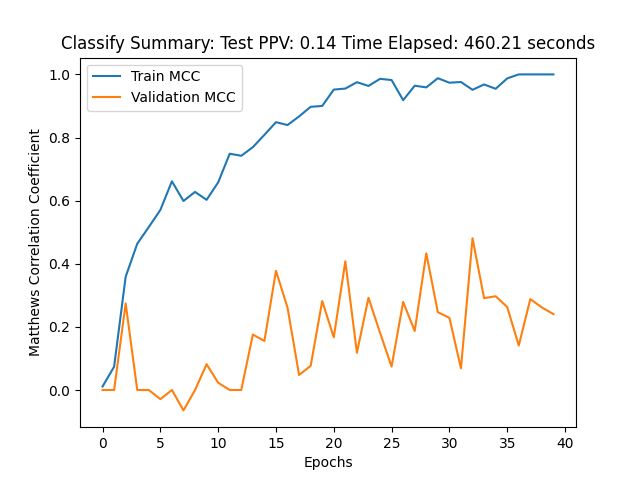 Classify Summary: Test PPV: 0.14 Time Elapsed: 460.21 seconds
Train MCC
Validation MCC
Matthews Correlation Coefficient
1.0
0.8
0.6
0.4
0.2
0.0
0 5 10 15 20 25 30 35 40
Epochs